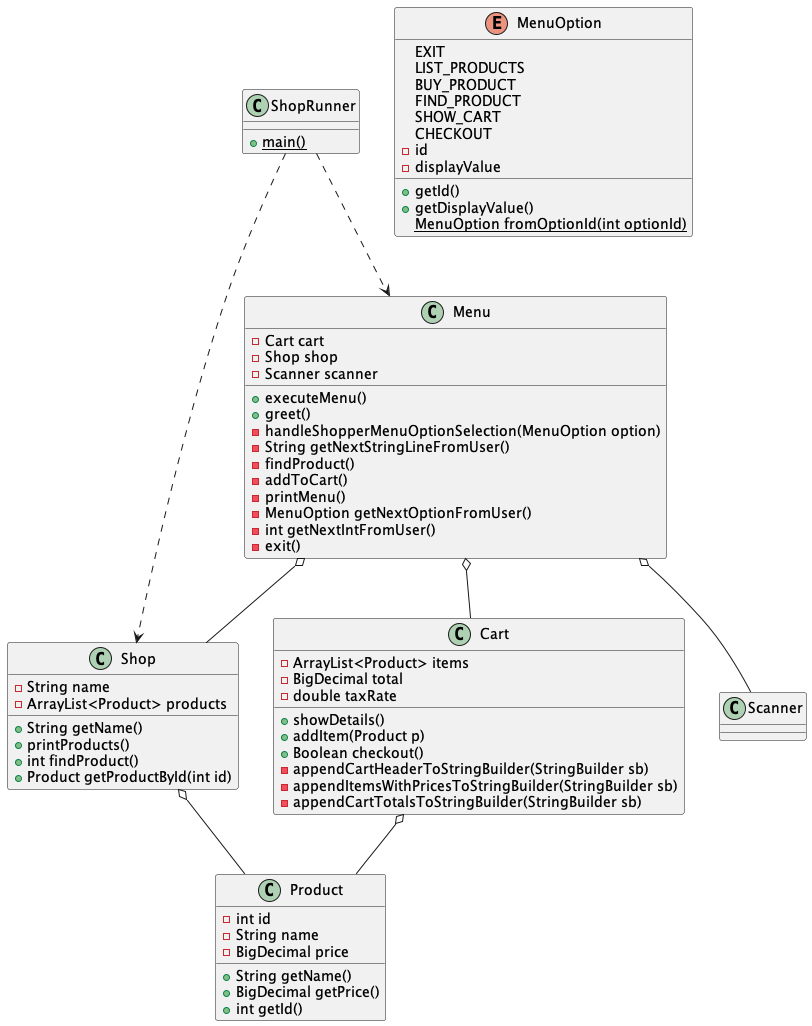 MenuOption
EXIT
LIST_PRODUCTS
BUY_PRODUCT
FIND_PRODUCT
SHOW_CART
CHECKOUT
id
displayValue
getId()
getDisplayValue()
MenuOption fromOptionId(int optionId)
ShopRunner
main()
Menu
Cart cart
Shop shop
Scanner scanner
executeMenu()
greet()
handleShopperMenuOptionSelection(MenuOption option)
String getNextStringLineFromUser()
findProduct()
addToCart()
printMenu()
MenuOption getNextOptionFromUser()
int getNextIntFromUser()
exit()
Shop
String name
ArrayList<Product> products
String getName()
printProducts()
int findProduct()
Product getProductById(int id)
Cart
ArrayList<Product> items
BigDecimal total
double taxRate
showDetails()
addItem(Product p)
Boolean checkout()
appendCartHeaderToStringBuilder(StringBuilder sb)
appendItemsWithPricesToStringBuilder(StringBuilder sb)
appendCartTotalsToStringBuilder(StringBuilder sb)
Scanner
Product
int id
String name
BigDecimal price
String getName()
BigDecimal getPrice()
int getId()